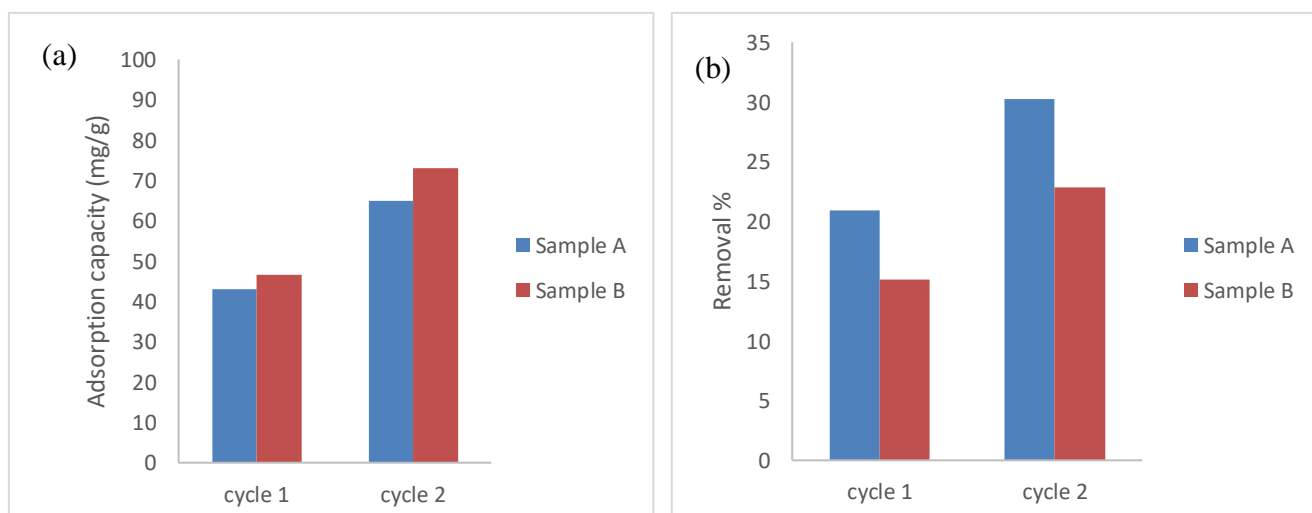 (a)
Adsorption capacity (mg/g)
100
90
80
70
60
50
40
30
20
10
0
cycle 1
cycle 2
Sample A
Sample B
(b)
Removal %
35
30
25
20
15
10
5
0
cycle 1
cycle 2
Sample A
Sample B